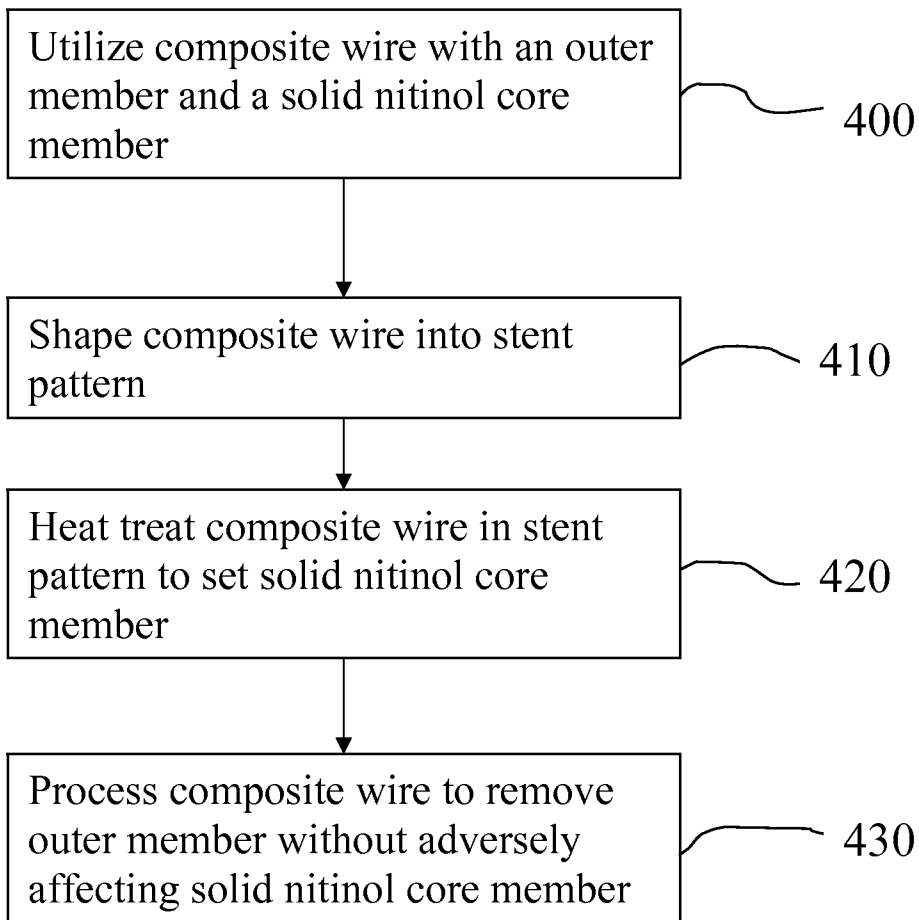 Utilize composite wire with an outer
member and a solid nitinol core
member
400
Shape composite wire into stent
pattern
410
Heat treat composite wire in stent
pattern to set solid nitinol core
member
420
Process composite wire to remove
outer member without adversely
affecting solid nitinol core member
430